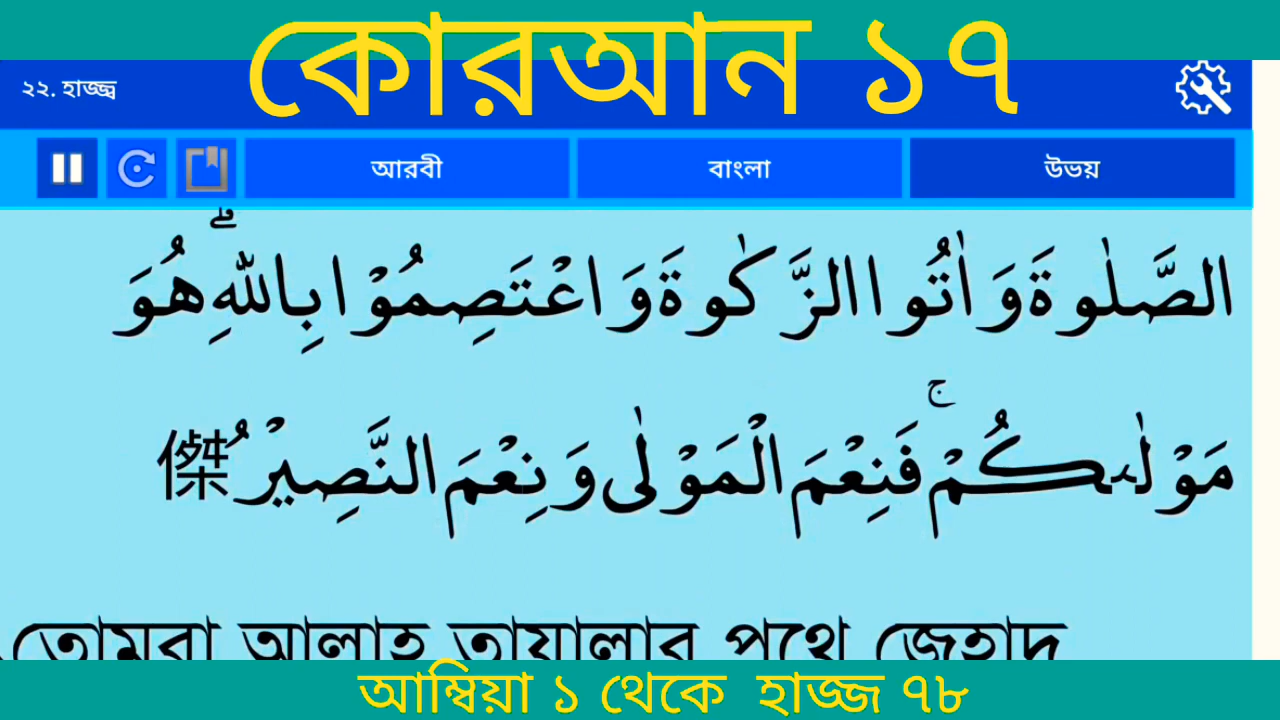 কোরআন ১৭
২২. হাজ্জ্ব
আরবী
বাংলা
উভয়
الصَّلٰوةَ وَاٰتُوا الزَّكٰوةَ وَاعْتَصِمُوْا بِاللّٰهِ ؕ هُوَ
مَوْلٰىكُمْ ۚ فَنِعْمَ الْمَوْلٰى وَنِعْمَ النَّصِيْرُ 傑
তোমরা আল্লাহ তায়ালার পথে জেহাদ
আম্বিয়া ১ থেকে হাজ্জ ৭৮